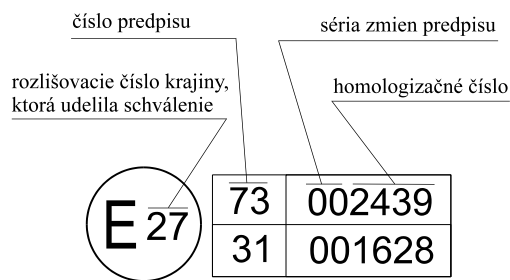 číslo predpisu
séria zmien predpisu
rozlišovacie číslo krajiny,
ktorá udelila schválenie
homologizačné číslo
E 27
73 002439
31 001628